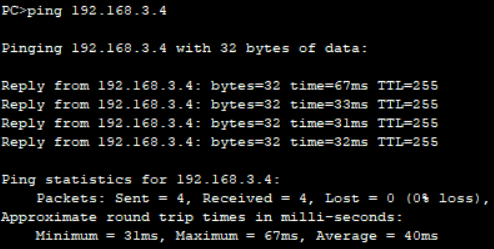 PC>ping 192.168.3.4
Pinging 192.168.3.4 with 32 bytes of data:
Reply from 192.168.3.4: bytes=32 time=67ms TTL=255
Reply from 192.168.3.4: bytes=32 time=33ms TTL=255
Reply from 192.168.3.4: bytes=32 time=31ms TTL=255
Reply from 192.168.3.4: bytes=32 time=32ms TTL=255
Ping statistics for 192.168.3.4:
Packets: Sent = 4, Received = 4, Lost = 0 (0% loss),
Approximate round trip times in milli-seconds:
Minimum = 31ms, Maximum = 67ms, Average = 40ms